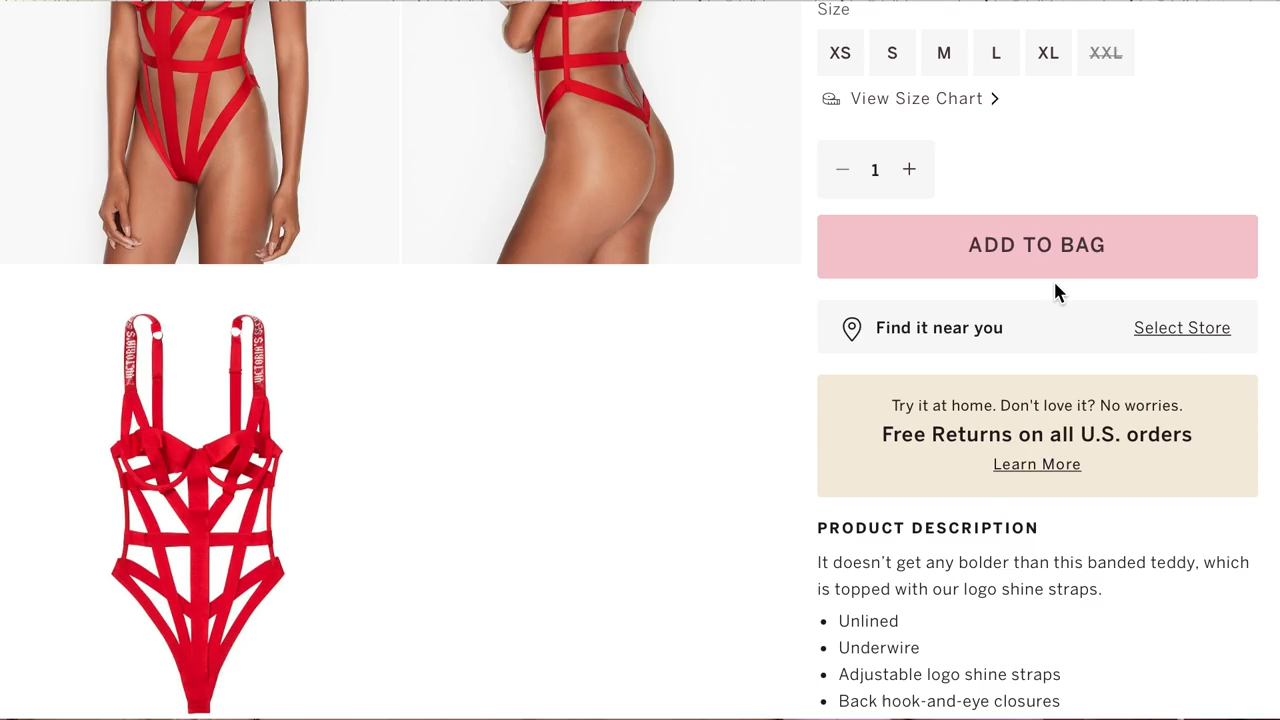 Size
XS S M L XL XXL
View Size Chart
1
ADD TO BAG
Find it near you Select Store
Try it at home. Don't love it? No worries.
Free Returns on all U.S. orders
Learn More
PRODUCT DESCRIPTION
It doesn’t get any bolder than this banded teddy, which
is topped with our logo shine straps.
• Unlined
• Underwire
• Adjustable logo shine straps
• Back hook-and-eye closures
VICTORIA'S
VICTORIA'S